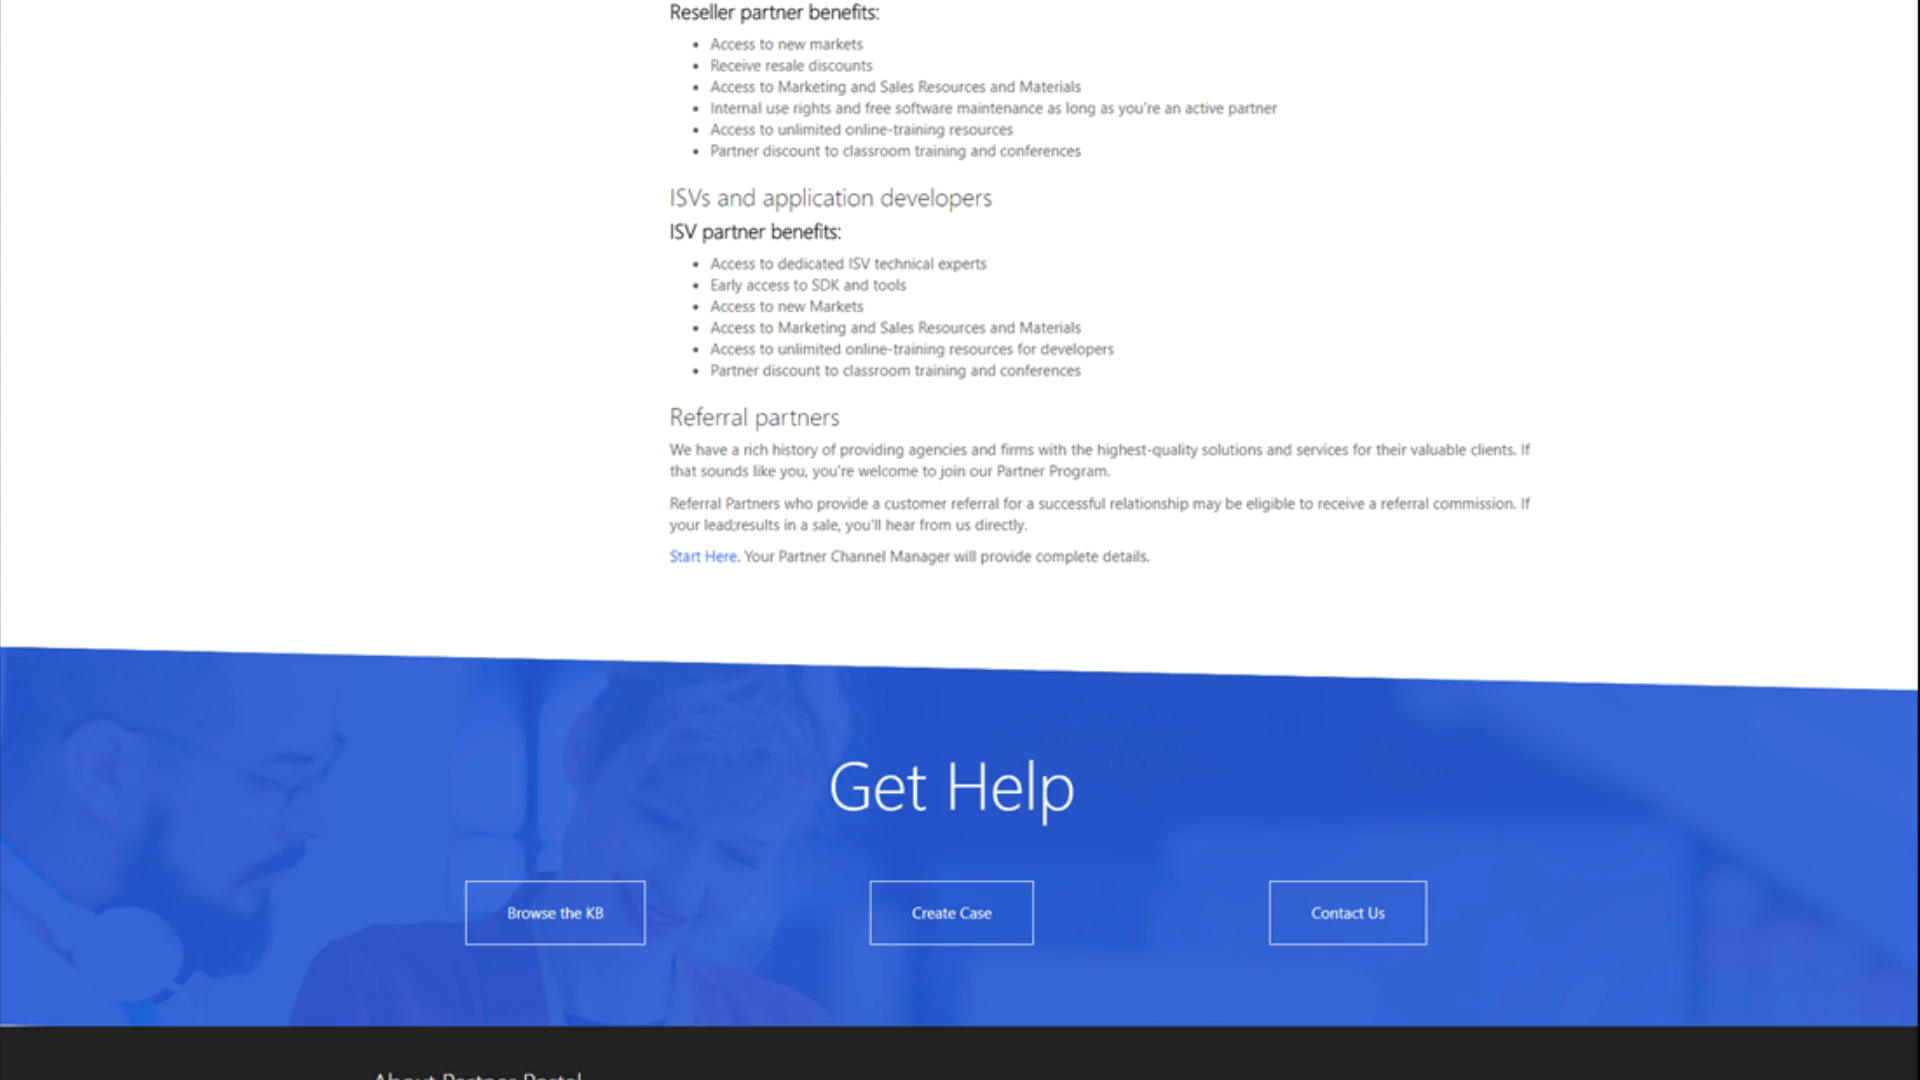 Reseller partner benefits:
• Access to new markets
• Receive resale discounts
• Access to Marketing and Sales Resources and Materials
• Internal use rights and free software maintenance as long as you're an active partner
• Access to unlimited online-training resources
• Partner discount to classroom training and conferences
ISVs and application developers
ISV partner benefits:
• Access to dedicated ISV technical experts
• Early access to SDK and tools
• Access to new Markets
• Access to Marketing and Sales Resources and Materials
• Access to unlimited online-training resources for developers
• Partner discount to classroom training and conferences
Referral partners
We have a rich history of providing agencies and firms with the highest-quality solutions and services for their valuable clients. If
that sounds like you, you're welcome to join our Partner Program.
Referral Partners who provide a customer referral for a successful relationship may be eligible to receive a referral commission. If
your lead;results in a sale, you'll hear from us directly.
Start Here. Your Partner Channel Manager will provide complete details.
Get Help
Browse the KB
Create Case
Contact Us
About Partner Portal